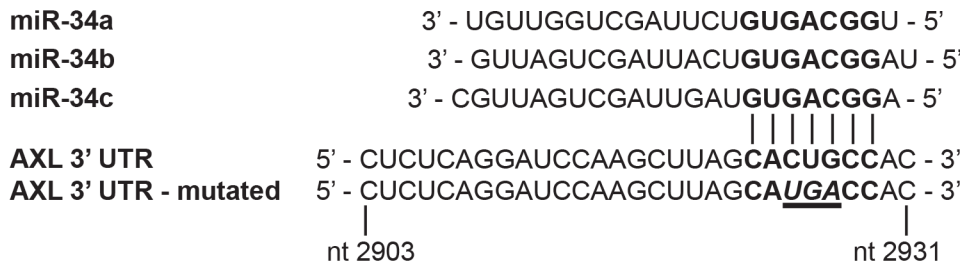 miR-34a 3’ - UGUUGGUCGAUUCUGUGACGGU - 5’
miR-34b 3’ - GUUAGUCGAUUACUGUGACGGAU - 5’
miR-34c 3’ - CGUUAGUCGAUUGAUGUGACGGA - 5’
AXL 3’ UTR 5’ - CUCUCAGGAUCCAAGCUUAGCACUGCCAC - 3’
AXL 3’ UTR - mutated 5’ - CUCUCAGGAUCCAAGCUUAGCAUGACCAC - 3’
nt 2903 nt 2931